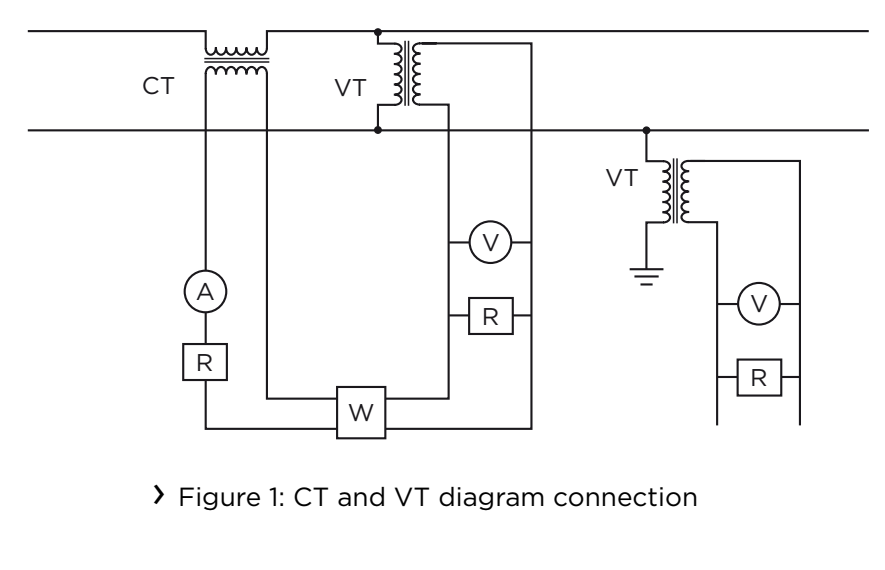 CT
VT
VT
V
A
V
R
R
R
W
› Figure 1: CT and VT diagram connection